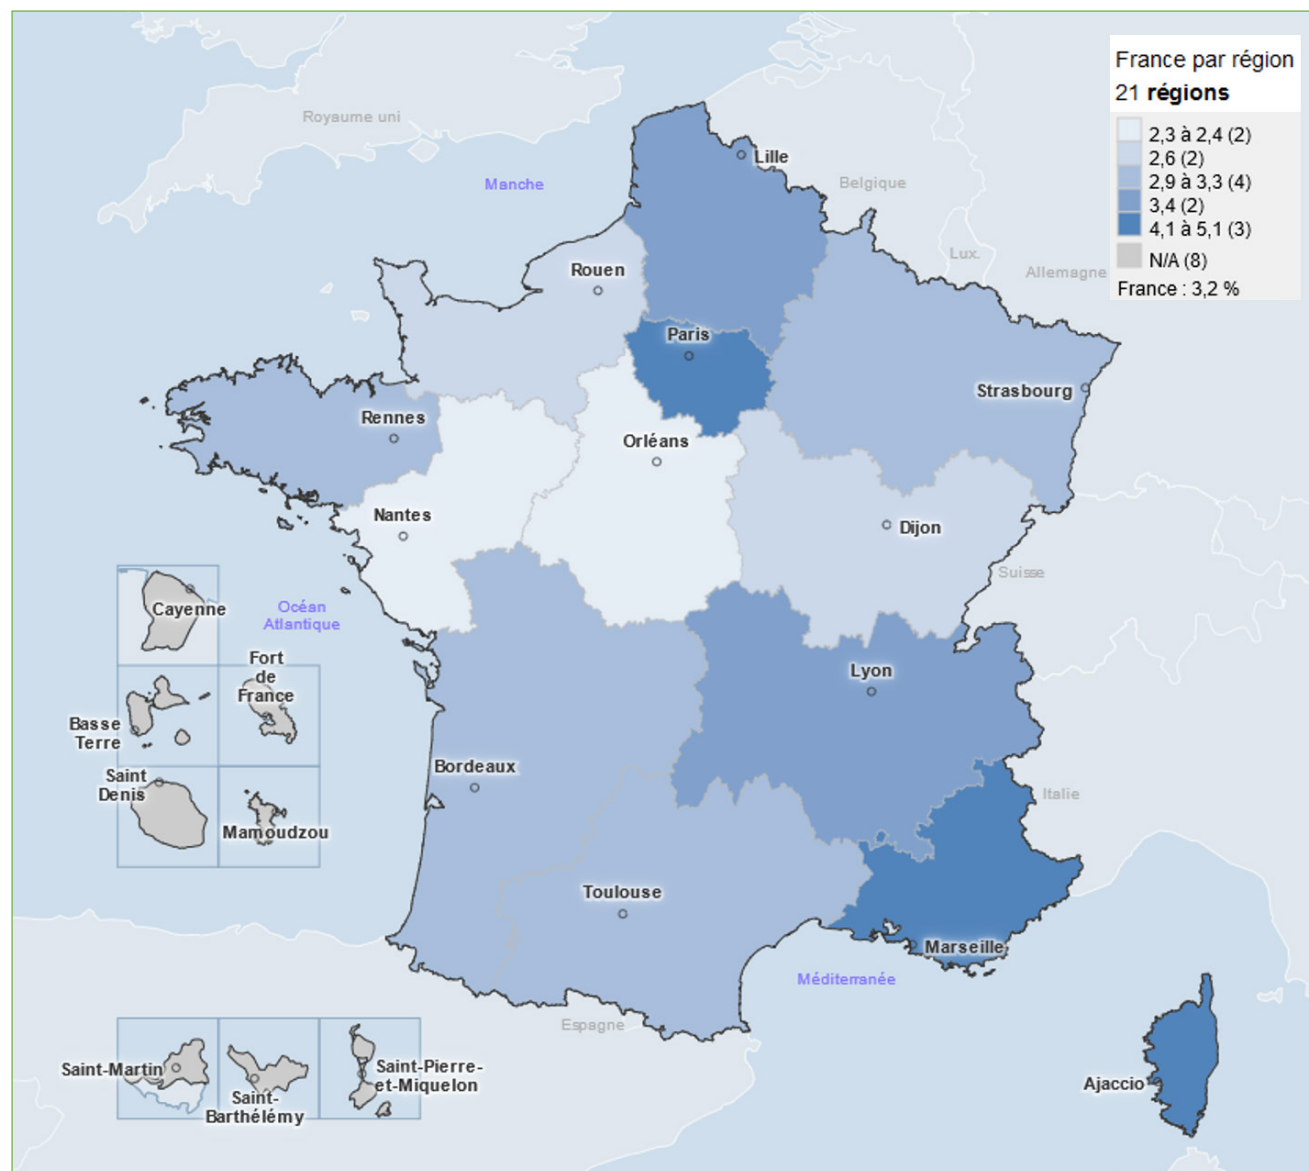 France par région
21 régions
2,3 à 2,4 (2)
2,6 (2)
2,9 à 3,3 (4)
3,4 (2)
4,1 à 5,1 (3)
N/A (8)
France : 3,2 %
Royaume uni
Manche
Lille
Belgique
Lux.
Allemagne
Rouen
Paris
Strasbourg
Rennes
Orléans
Nantes
Dijon
Suisse
Cayenne
Océan
Atlantique
Fort
de
France
Basse
Terre
Lyon
Bordeaux
Saint
Denis
Mamoudzou
Italie
Toulouse
Marseille
Méditerranée
Espagne
Saint-Martin
Saint-
Barthélémy
Saint-Pierre-
et-Miquelon
Ajaccio